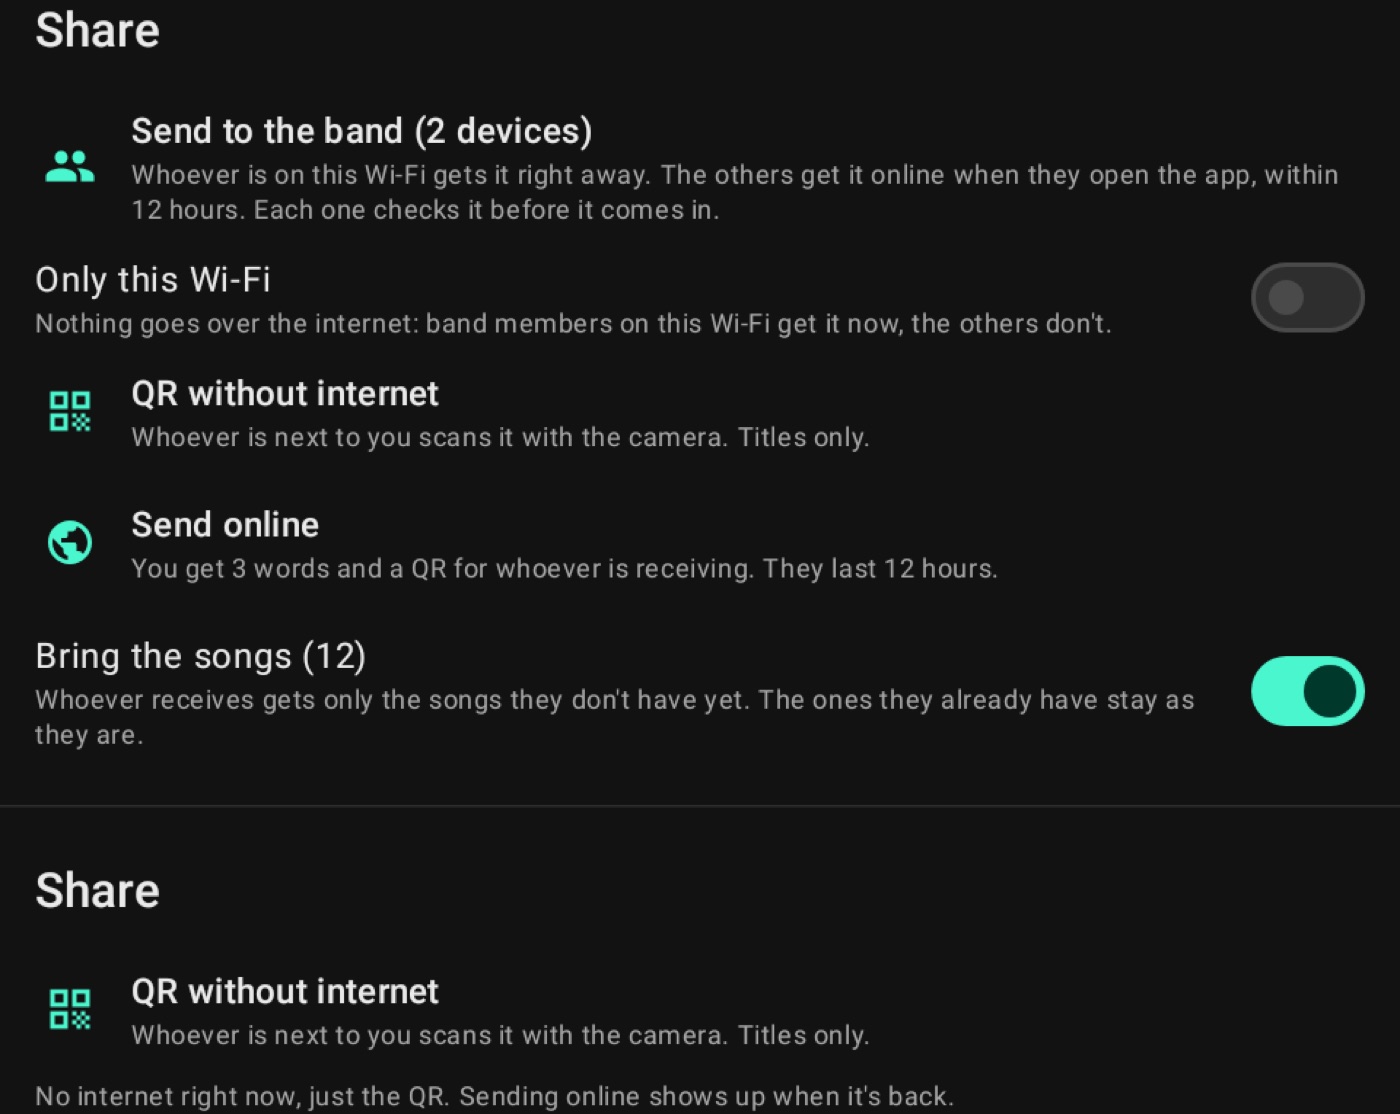 Share
Send to the band (2 devices)
Whoever is on this Wi-Fi gets it right away. The others get it online when they open the app, within
12 hours. Each one checks it before it comes in.
Only this Wi-Fi
Nothing goes over the internet: band members on this Wi-Fi get it now, the others don't.
QR without internet
Whoever is next to you scans it with the camera. Titles only.
Send online
You get 3 words and a QR for whoever is receiving. They last 12 hours.
Bring the songs (12)
Whoever receives gets only the songs they don't have yet. The ones they already have stay as
they are.
Share
QR without internet
Whoever is next to you scans it with the camera. Titles only.
No internet right now, just the QR. Sending online shows up when it's back.